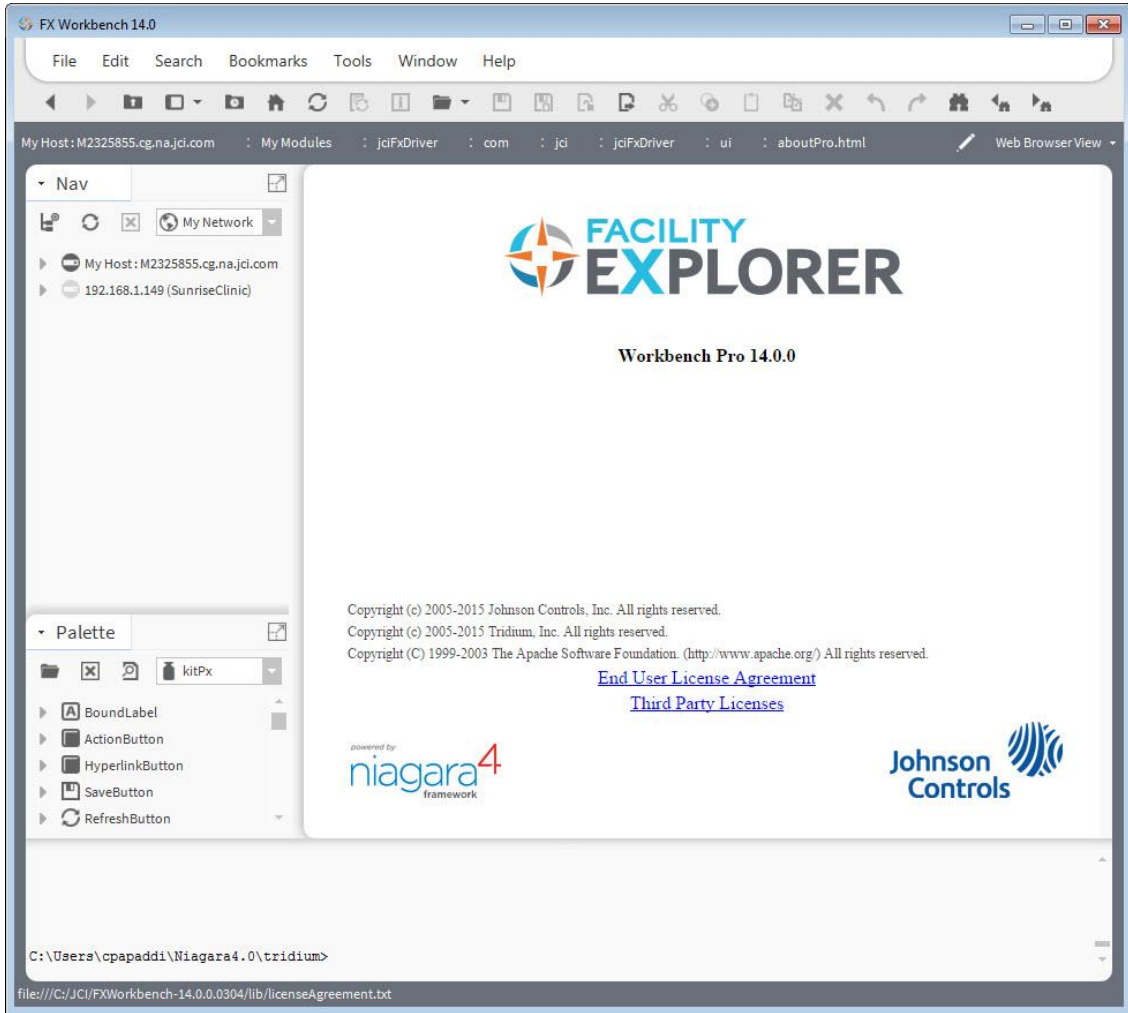 FX Workbench 14.0
File Edit Search Bookmarks Tools Window Help
My Host : M2325855.cg.na.jci.com : My Modules : jciFxDriver : com : jci : jciFxDriver : ui : aboutPro.html Web Browser View
Nav
My Network
My Host : M2325855.cg.na.jci.com
192.168.1.149 (SunriseClinic)
FACILITY
EXPLORER
Workbench Pro 14.0.0
Copyright (c) 2005-2015 Johnson Controls, Inc. All rights reserved.
Copyright (c) 2005-2015 Tridium, Inc. All rights reserved.
Copyright (C) 1999-2003 The Apache Software Foundation. (http://www.apache.org/) All rights reserved.
End User License Agreement
Third Party Licenses
powered by
niagara4
framework
Johnson
Controls
Palette
kitPx
BoundLabel
ActionButton
HyperlinkButton
SaveButton
RefreshButton
C:\Users\cpapaddi\Niagara4.0\tridium>
file:///C:/JCI/FXWorkbench-14.0.0.0304/lib/licenseAgreement.txt